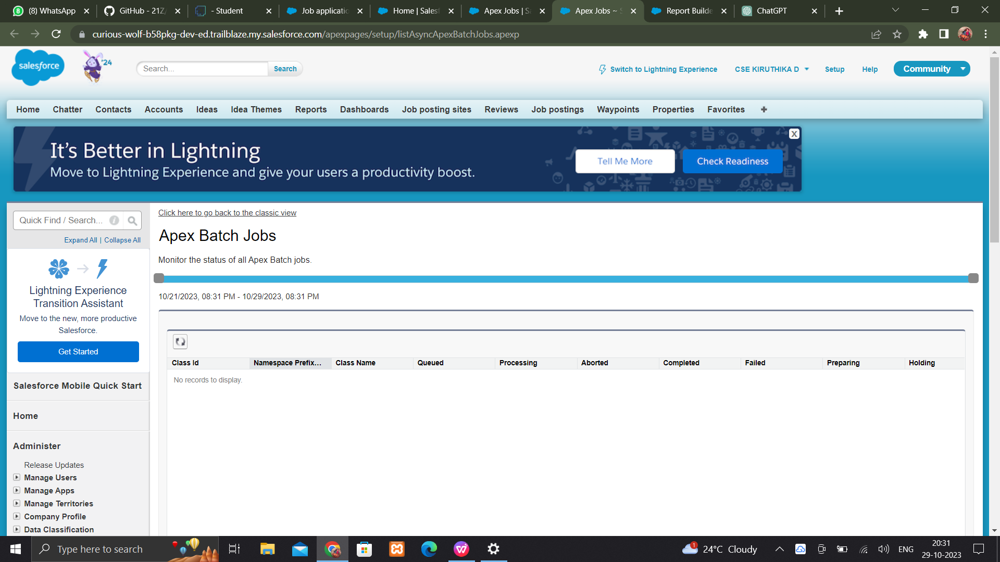 (8) WhatsApp
GitHub - 21Z
- Student
Job applicatio
Home | Salesf
Apex Jobs | S
Apex Jobs ~ S
Report Builde
ChatGPT
curious-wolf-b58pkg-dev-ed.trailblaze.my.salesforce.com/apexpages/setup/listAsyncApexBatchJobs.apexp
salesforce
'24
Search...
Search
Switch to Lightning Experience
CSE KIRUTHIKA D
Setup
Help
Community
Home
Chatter
Contacts
Accounts
Ideas
Idea Themes
Reports
Dashboards
Job posting sites
Reviews
Job postings
Waypoints
Properties
Favorites
It's Better in Lightning
Move to Lightning Experience and give your users a productivity boost.
Tell Me More
Check Readiness
X
Quick Find / Search...
Expand All | Collapse All
Lightning Experience
Transition Assistant
Move to the new, more productive
Salesforce.
Get Started
Salesforce Mobile Quick Start
Home
Administer
Release Updates
Manage Users
Manage Apps
Manage Territories
Company Profile
Data Classification
Click here to go back to the classic view
Apex Batch Jobs
Monitor the status of all Apex Batch jobs.
10/21/2023, 08:31 PM - 10/29/2023, 08:31 PM
Class Id
Namespace Prefix...
Class Name
Queued
Processing
Aborted
Completed
Failed
Preparing
Holding
No records to display.
Type here to search
1
24°C Cloudy
ENG
20:31
29-10-2023